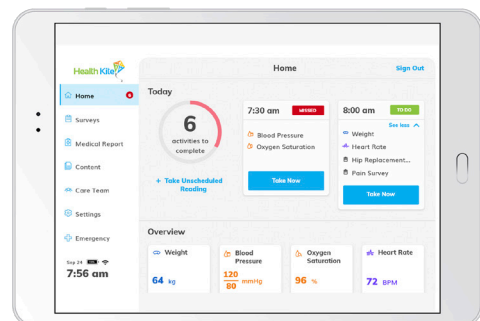 Health Kite
Home
6
Surveys
Medical Report
Content
Care Team
Settings
Emergency
Sep 24
7:56 am
Home
Sign Out
Today
6
activities to
complete
+ Take Unscheduled
Reading
7:30 am MISSED
Blood Pressure
Oxygen Saturation
Take Now
8:00 am TO DO
See less
Weight
Heart Rate
Hip Replacement...
Pain Survey
Take Now
Overview
Weight
64 kg
Blood
Pressure
120
80 mmHg
Oxygen
Saturation
96 %
Heart Rate
72 BPM